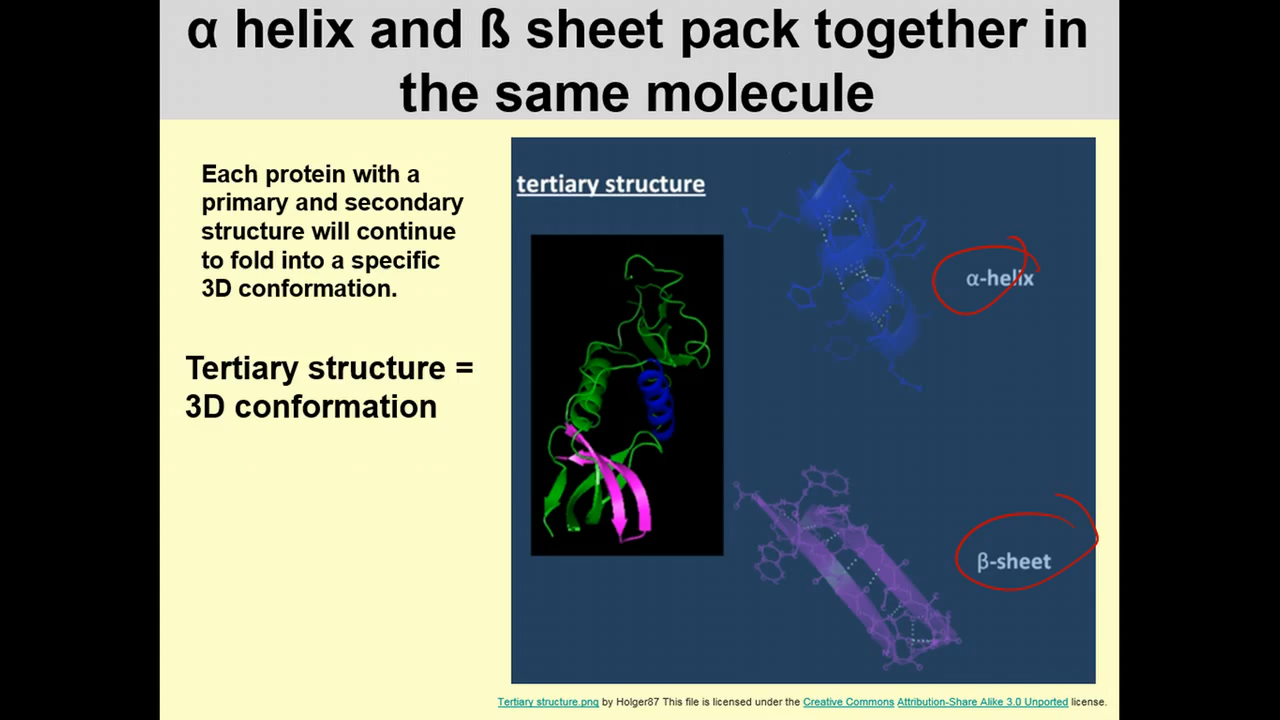 α helix and ß sheet pack together in
the same molecule
Each protein with a
primary and secondary
structure will continue
to fold into a specific
3D conformation.
Tertiary structure =
3D conformation
tertiary structure
α-helix
β-sheet
Tertiary structure.png by Holger87 This file is licensed under the Creative Commons Attribution-Share Alike 3.0 Unported license.